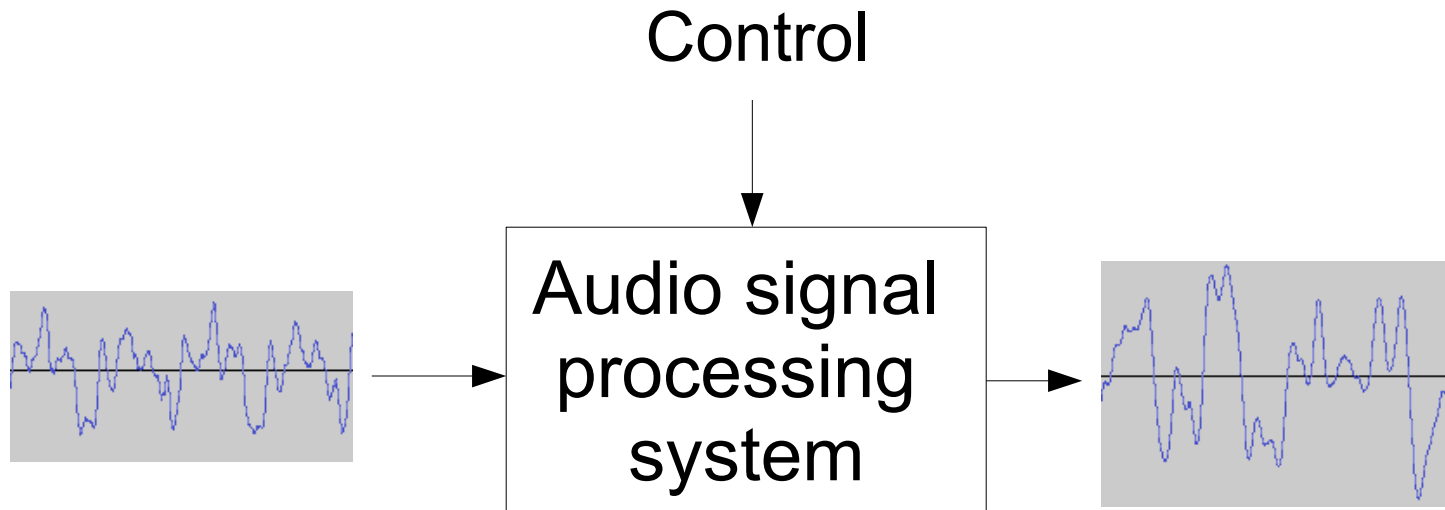 Control
Audio signal
processing
system